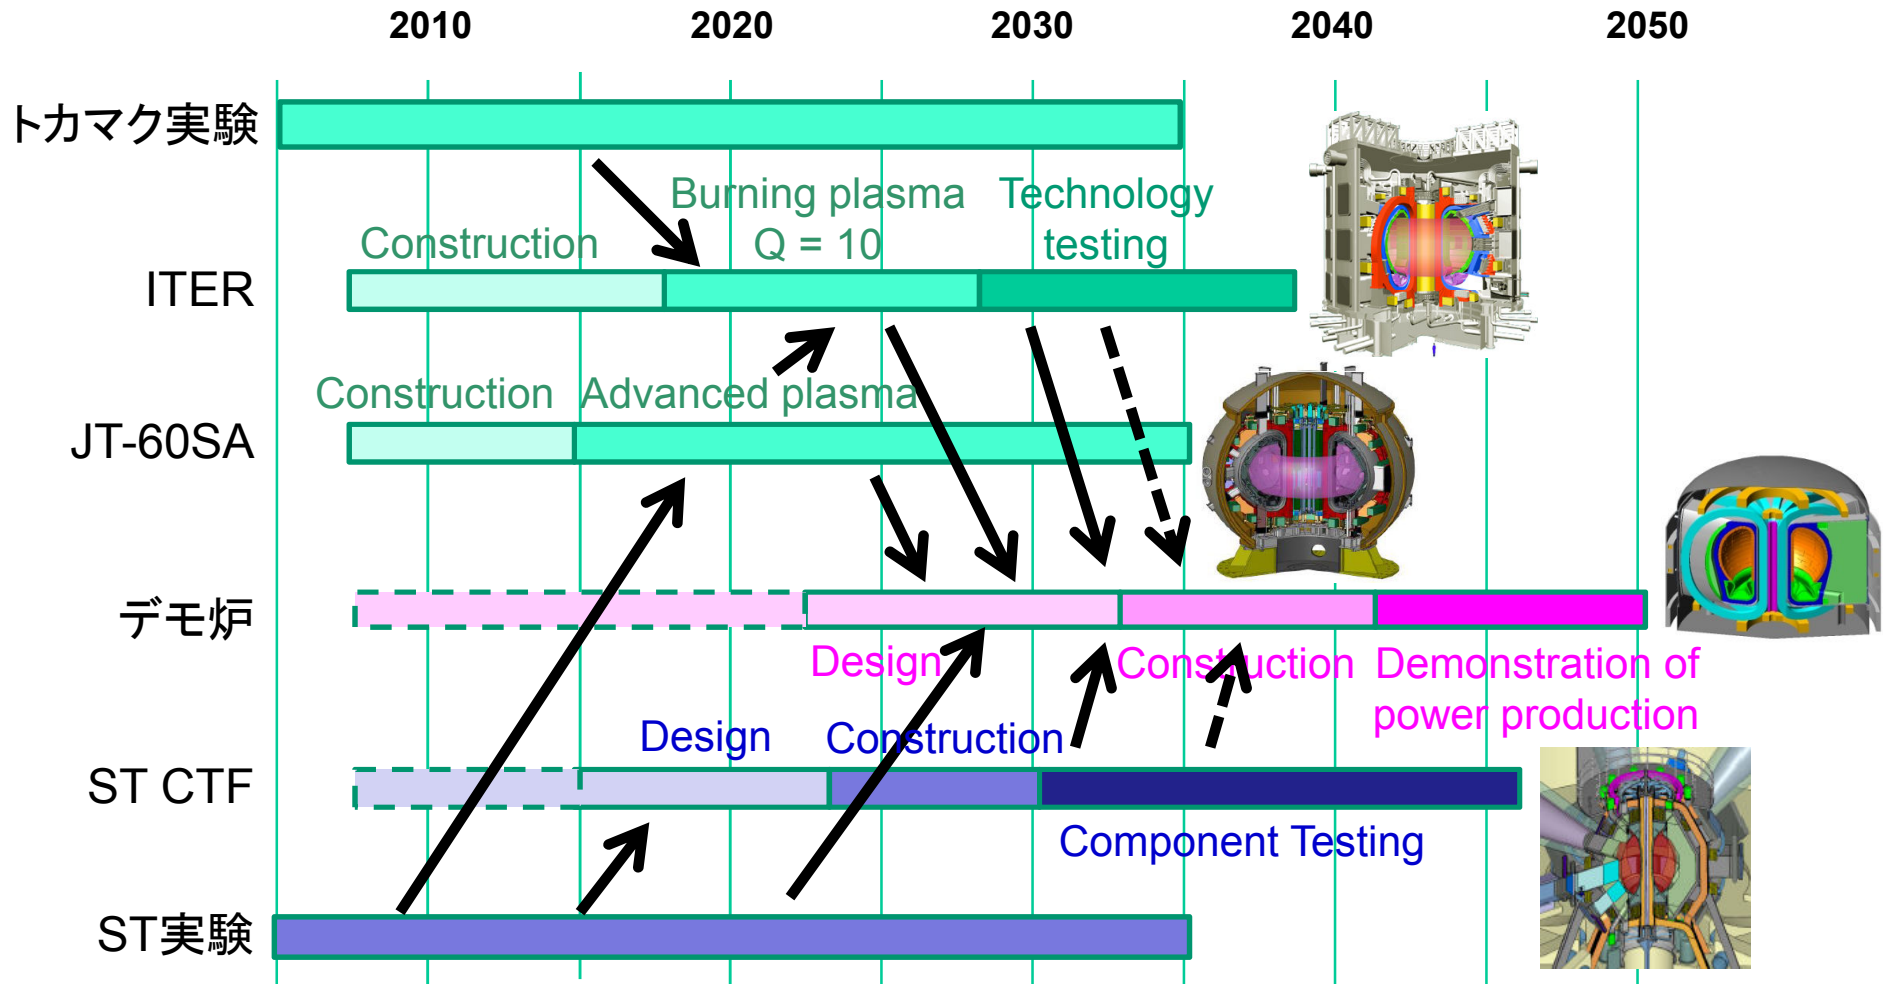 2010 2020 2030 2040 2050
トカマク実験
Burning plasma Technology
Construction Q = 10 testing
ITER
Construction Advanced plasma
JT-60SA
デモ炉
Design Construction Demonstration of
power production
Design Construction
ST CTF
Component Testing
ST実験